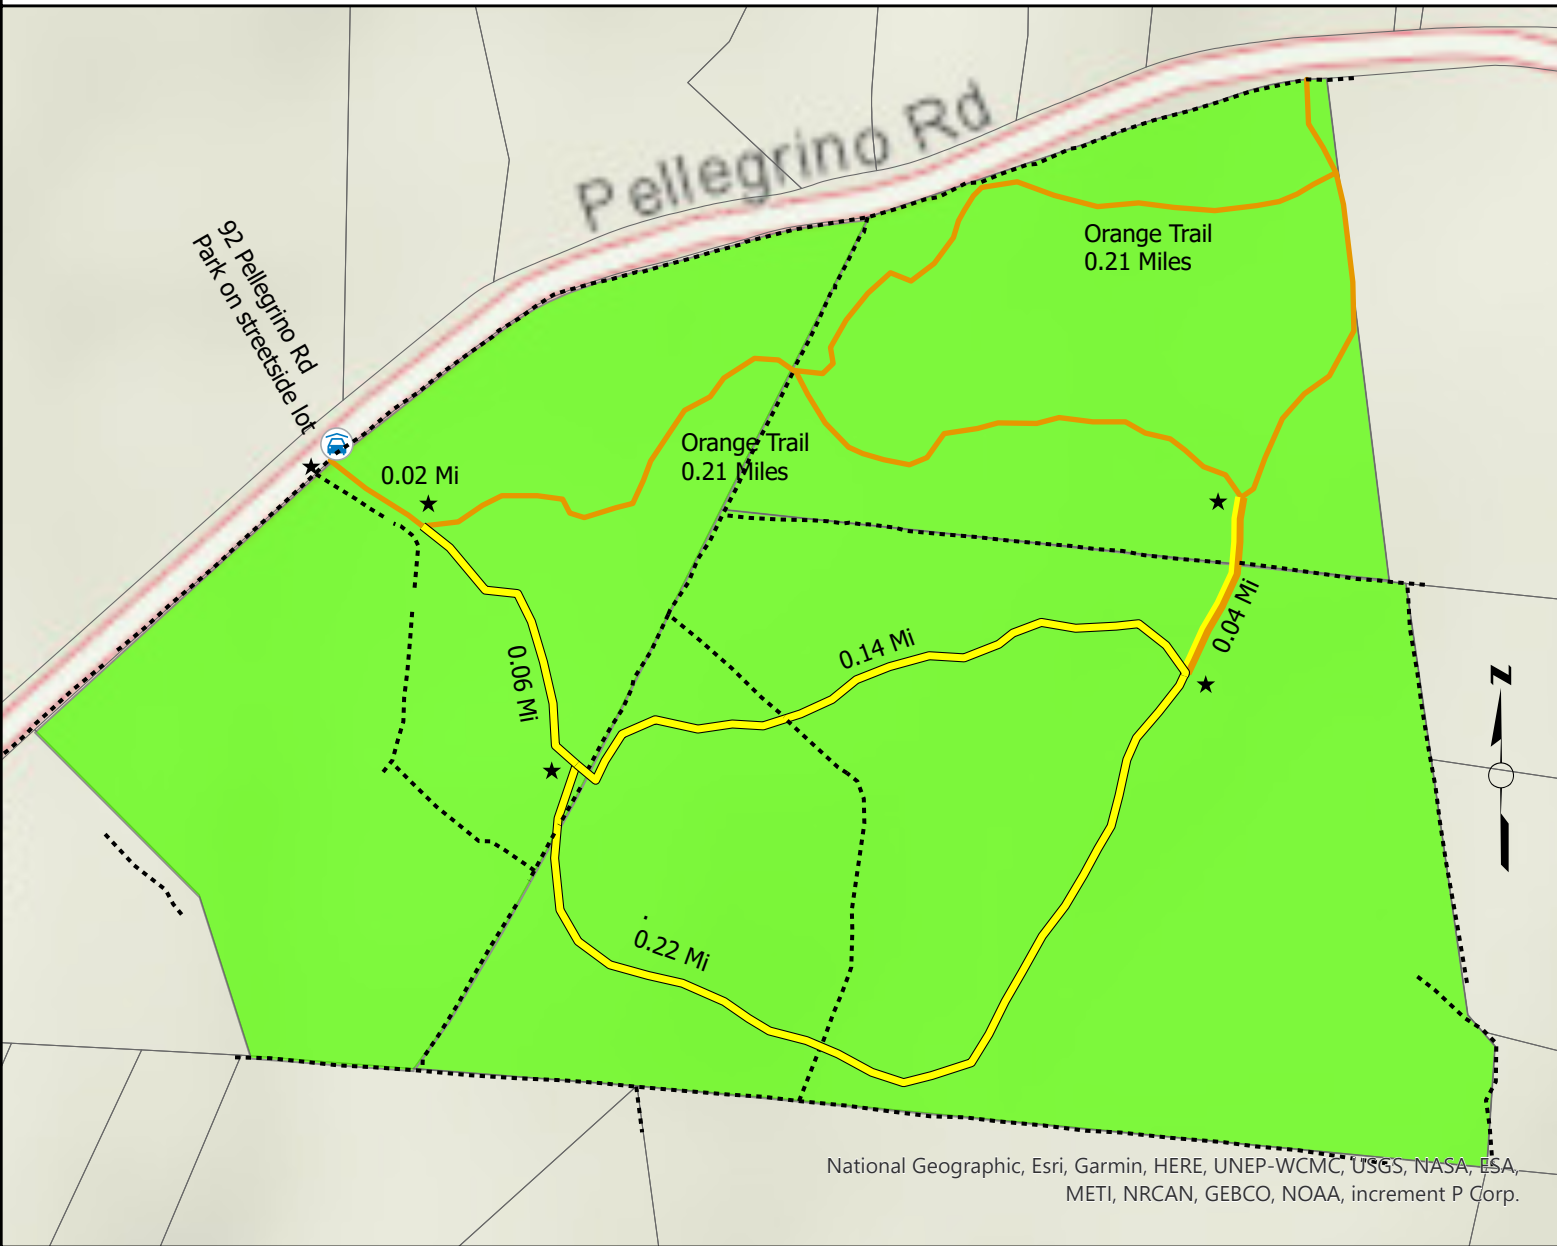 Pellegrino Rd
92 Pellegrino Rd
Park on streetside lot
Orange Trail
0.21 Miles
Orange Trail
0.21 Miles
0.02 Mi
0.04 Mi
0.14 Mi
0.06 Mi
N
0.22 Mi
National Geographic, Esri, Garmin, HERE, UNEP-WCMC, USGS, NASA, ESA,
METI, NRCAN, GEBCO, NOAA, increment P Corp.